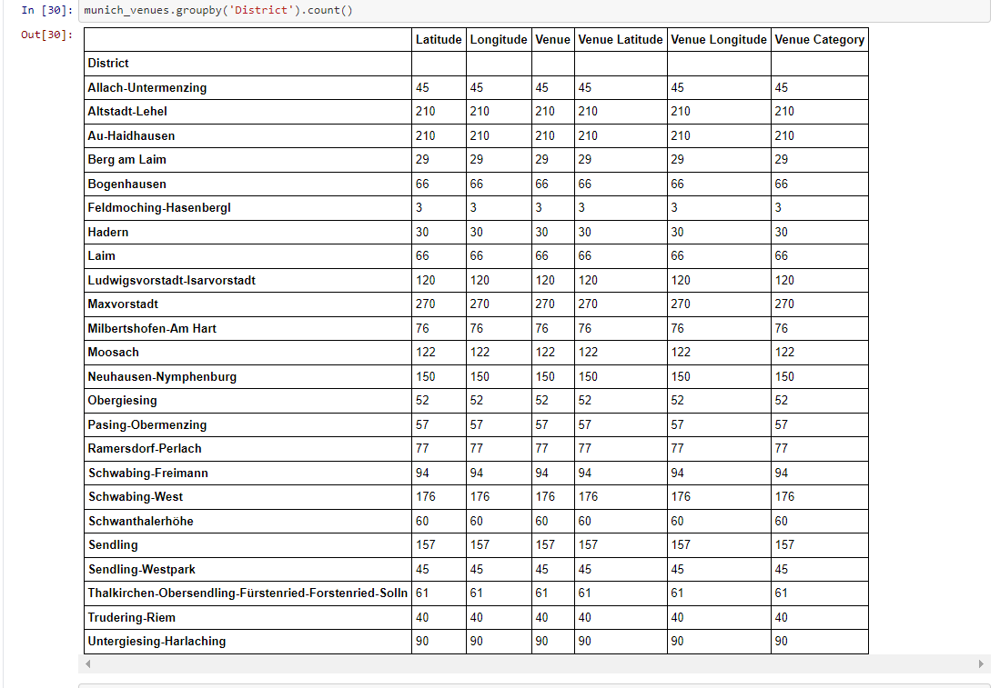 In [30]: munich_venues.groupby('District').count()
Out[30]:
Latitude Longitude Venue Venue Latitude Venue Longitude Venue Category
District
Allach-Untermenzing 45 45 45 45 45 45
Altstadt-Lehel 210 210 210 210 210 210
Au-Haidhausen 210 210 210 210 210 210
Berg am Laim 29 29 29 29 29 29
Bogenhausen 66 66 66 66 66 66
Feldmoching-Hasenbergl 3 3 3 3 3 3
Hadern 30 30 30 30 30 30
Laim 66 66 66 66 66 66
Ludwigsvorstadt-Isarvorstadt 120 120 120 120 120 120
Maxvorstadt 270 270 270 270 270 270
Milbertshofen-Am Hart 76 76 76 76 76 76
Moosach 122 122 122 122 122 122
Neuhausen-Nymphenburg 150 150 150 150 150 150
Obergiesing 52 52 52 52 52 52
Pasing-Obermenzing 57 57 57 57 57 57
Ramersdorf-Perlach 77 77 77 77 77 77
Schwabing-Freimann 94 94 94 94 94 94
Schwabing-West 176 176 176 176 176 176
Schwanthalerhöhe 60 60 60 60 60 60
Sendling 157 157 157 157 157 157
Sendling-Westpark 45 45 45 45 45 45
Thalkirchen-Obersendling-Fürstenried-Forstenried-Solln 61 61 61 61 61 61
Trudering-Riem 40 40 40 40 40 40
Untergiesing-Harlaching 90 90 90 90 90 90